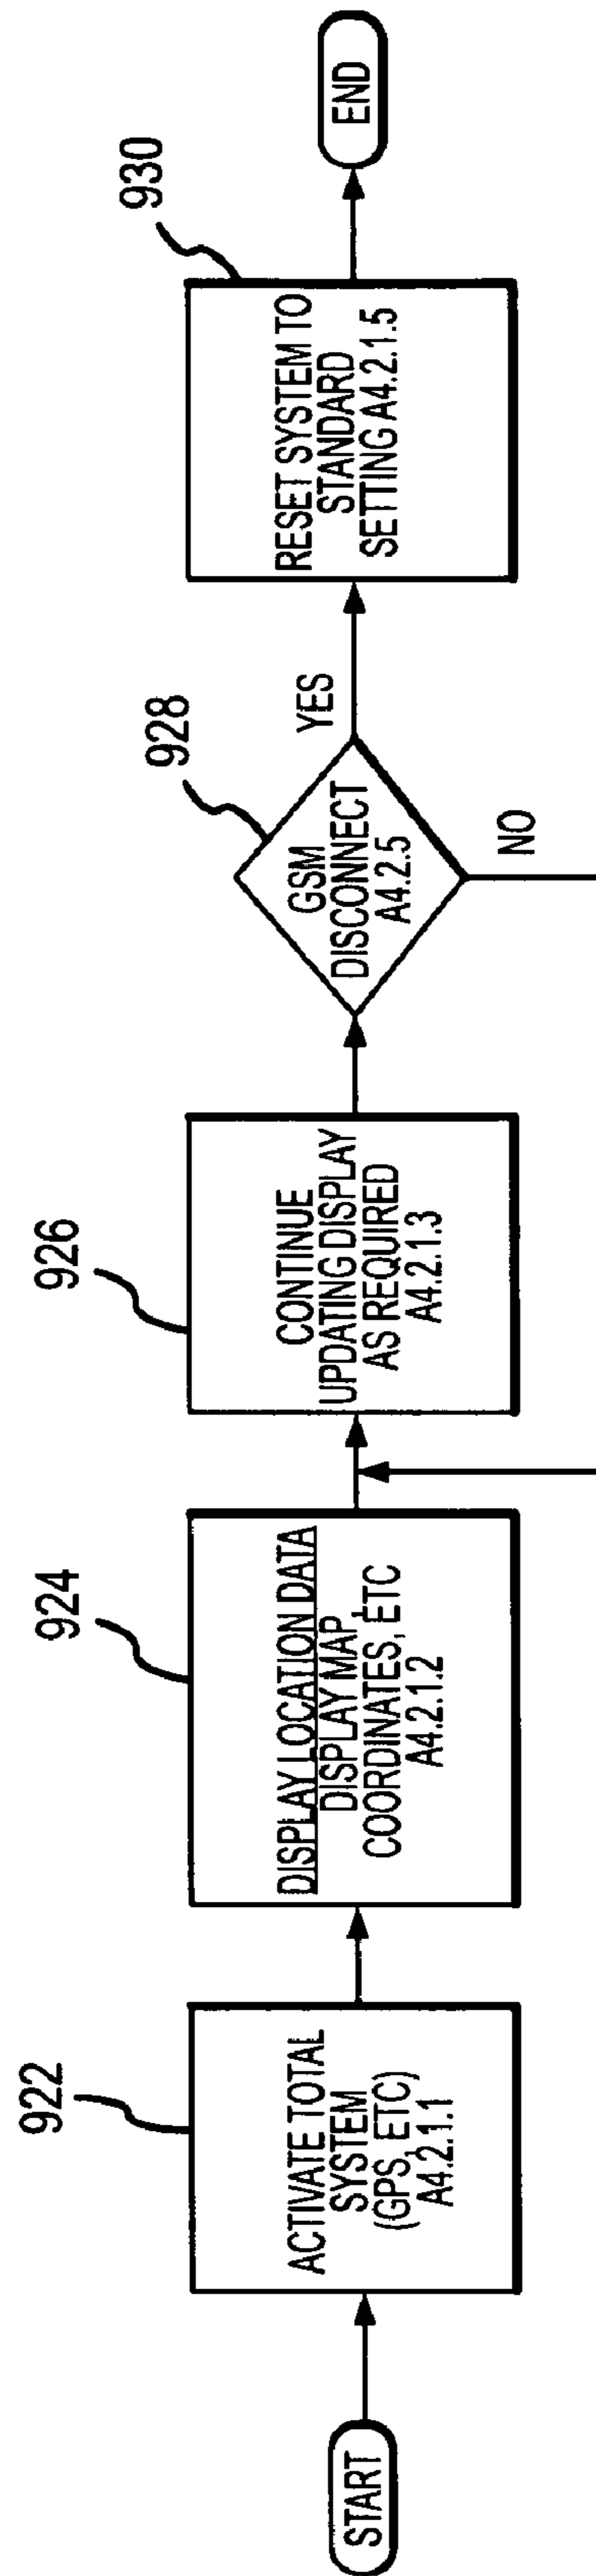 START
922
ACTIVATE TOTAL
SYSTEM
(GPS, ETC)
A4.2.1.1
924
DISPLAY LOCATION DATA
DISPLAY MAP,
COORDINATES, ETC
A4.2.1.2
926
CONTINUE
UPDATING DISPLAY
AS REQUIRED
A4.2.1.3
928
GSM
DISCONNECT
A4.2.5
YES
NO
930
RESET SYSTEM TO
STANDARD
SETTING A4.2.1.5
END